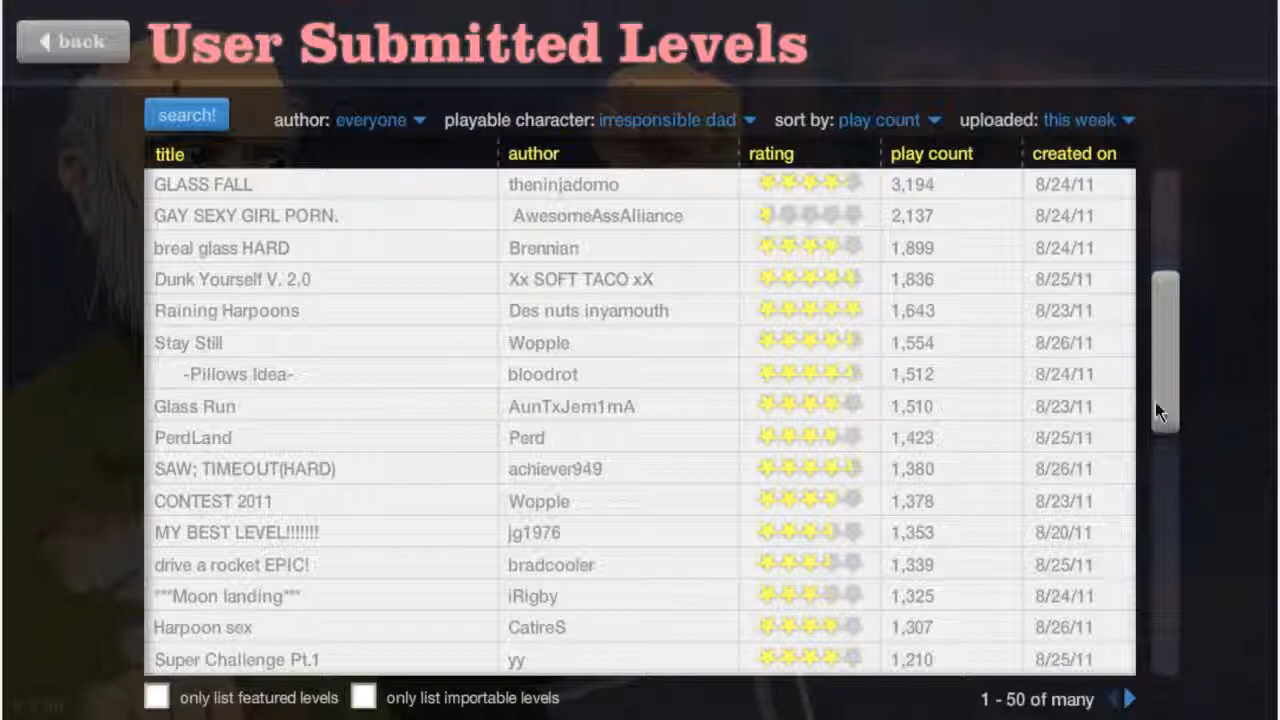 back
User Submitted Levels
search! author: everyone playable character: irresponsible dad sort by: play count uploaded: this week
title author rating play count created on
GLASS FALL theninjadomo 3,194 8/24/11
GAY SEXY GIRL PORN. AwesomeAssAlliance 2,137 8/24/11
breal glass HARD Brennian 1,899 8/24/11
Dunk Yourself V. 2.0 Xx SOFT TACO xX 1,836 8/25/11
Raining Harpoons Des nuts inyamouth 1,643 8/23/11
Stay Still Wopple 1,554 8/26/11
-Pillows Idea- bloodrot 1,512 8/24/11
Glass Run AunTxJem1mA 1,510 8/23/11
PerdLand Perd 1,423 8/25/11
SAW: TIMEOUT(HARD) achiever949 1,380 8/26/11
CONTEST 2011 Wopple 1,378 8/23/11
MY BEST LEVEL!!!!!!! jg1976 1,353 8/20/11
drive a rocket EPIC! bradcooler 1,339 8/25/11
***Moon landing*** iRigby 1,325 8/24/11
Harpoon sex CatireS 1,307 8/26/11
Super Challenge Pt.1 yy 1,210 8/25/11
only list featured levels only list importable levels 1 - 50 of many